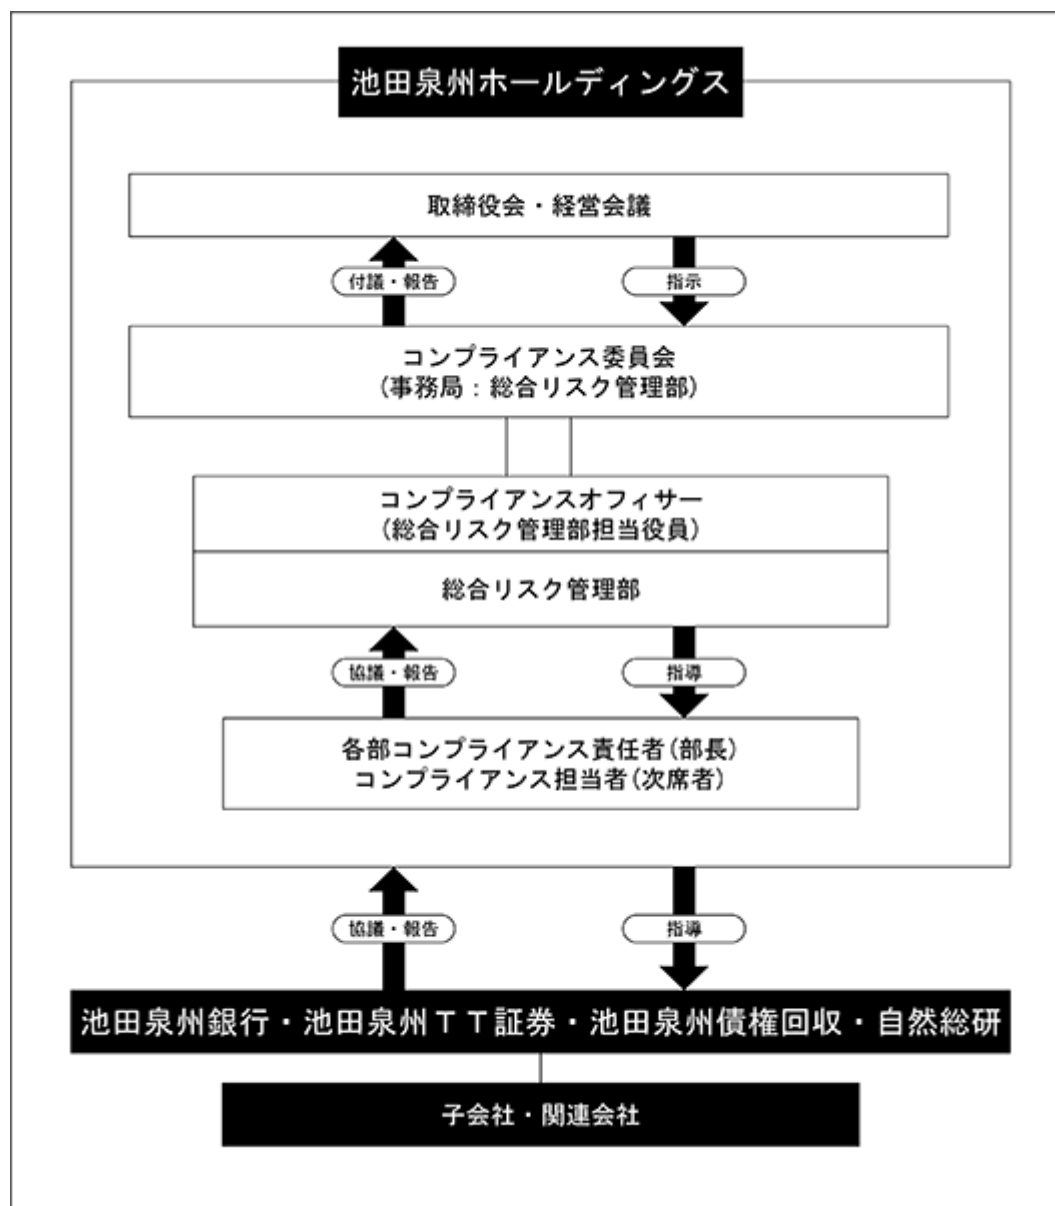 池田泉州ホールディングス
取締役会・経営会議
付議・報告
指示
コンプライアンス委員会
(事務局：総合リスク管理部)
コンプライアンスオフィサー
(総合リスク管理部担当役員)
総合リスク管理部
協議・報告
指導
各部コンプライアンス責任者(部長)
コンプライアンス担当者(次席者)
協議・報告
指導
池田泉州銀行・池田泉州ＴＴ証券・池田泉州債権回収・自然総研
子会社・関連会社